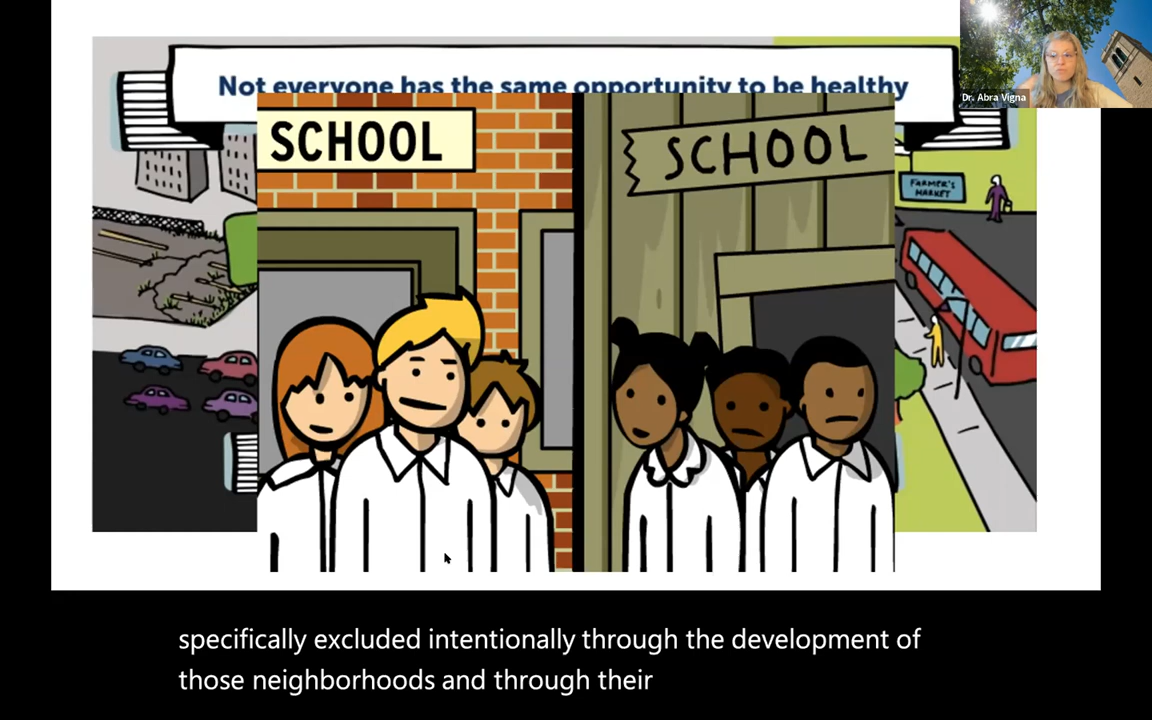 Not everyone has the same opportunity to be healthy
Dr. Abra Vigna
SCHOOL
SCHOOL
FARMER'S
MARKET
specifically excluded intentionally through the development of
those neighborhoods and through their